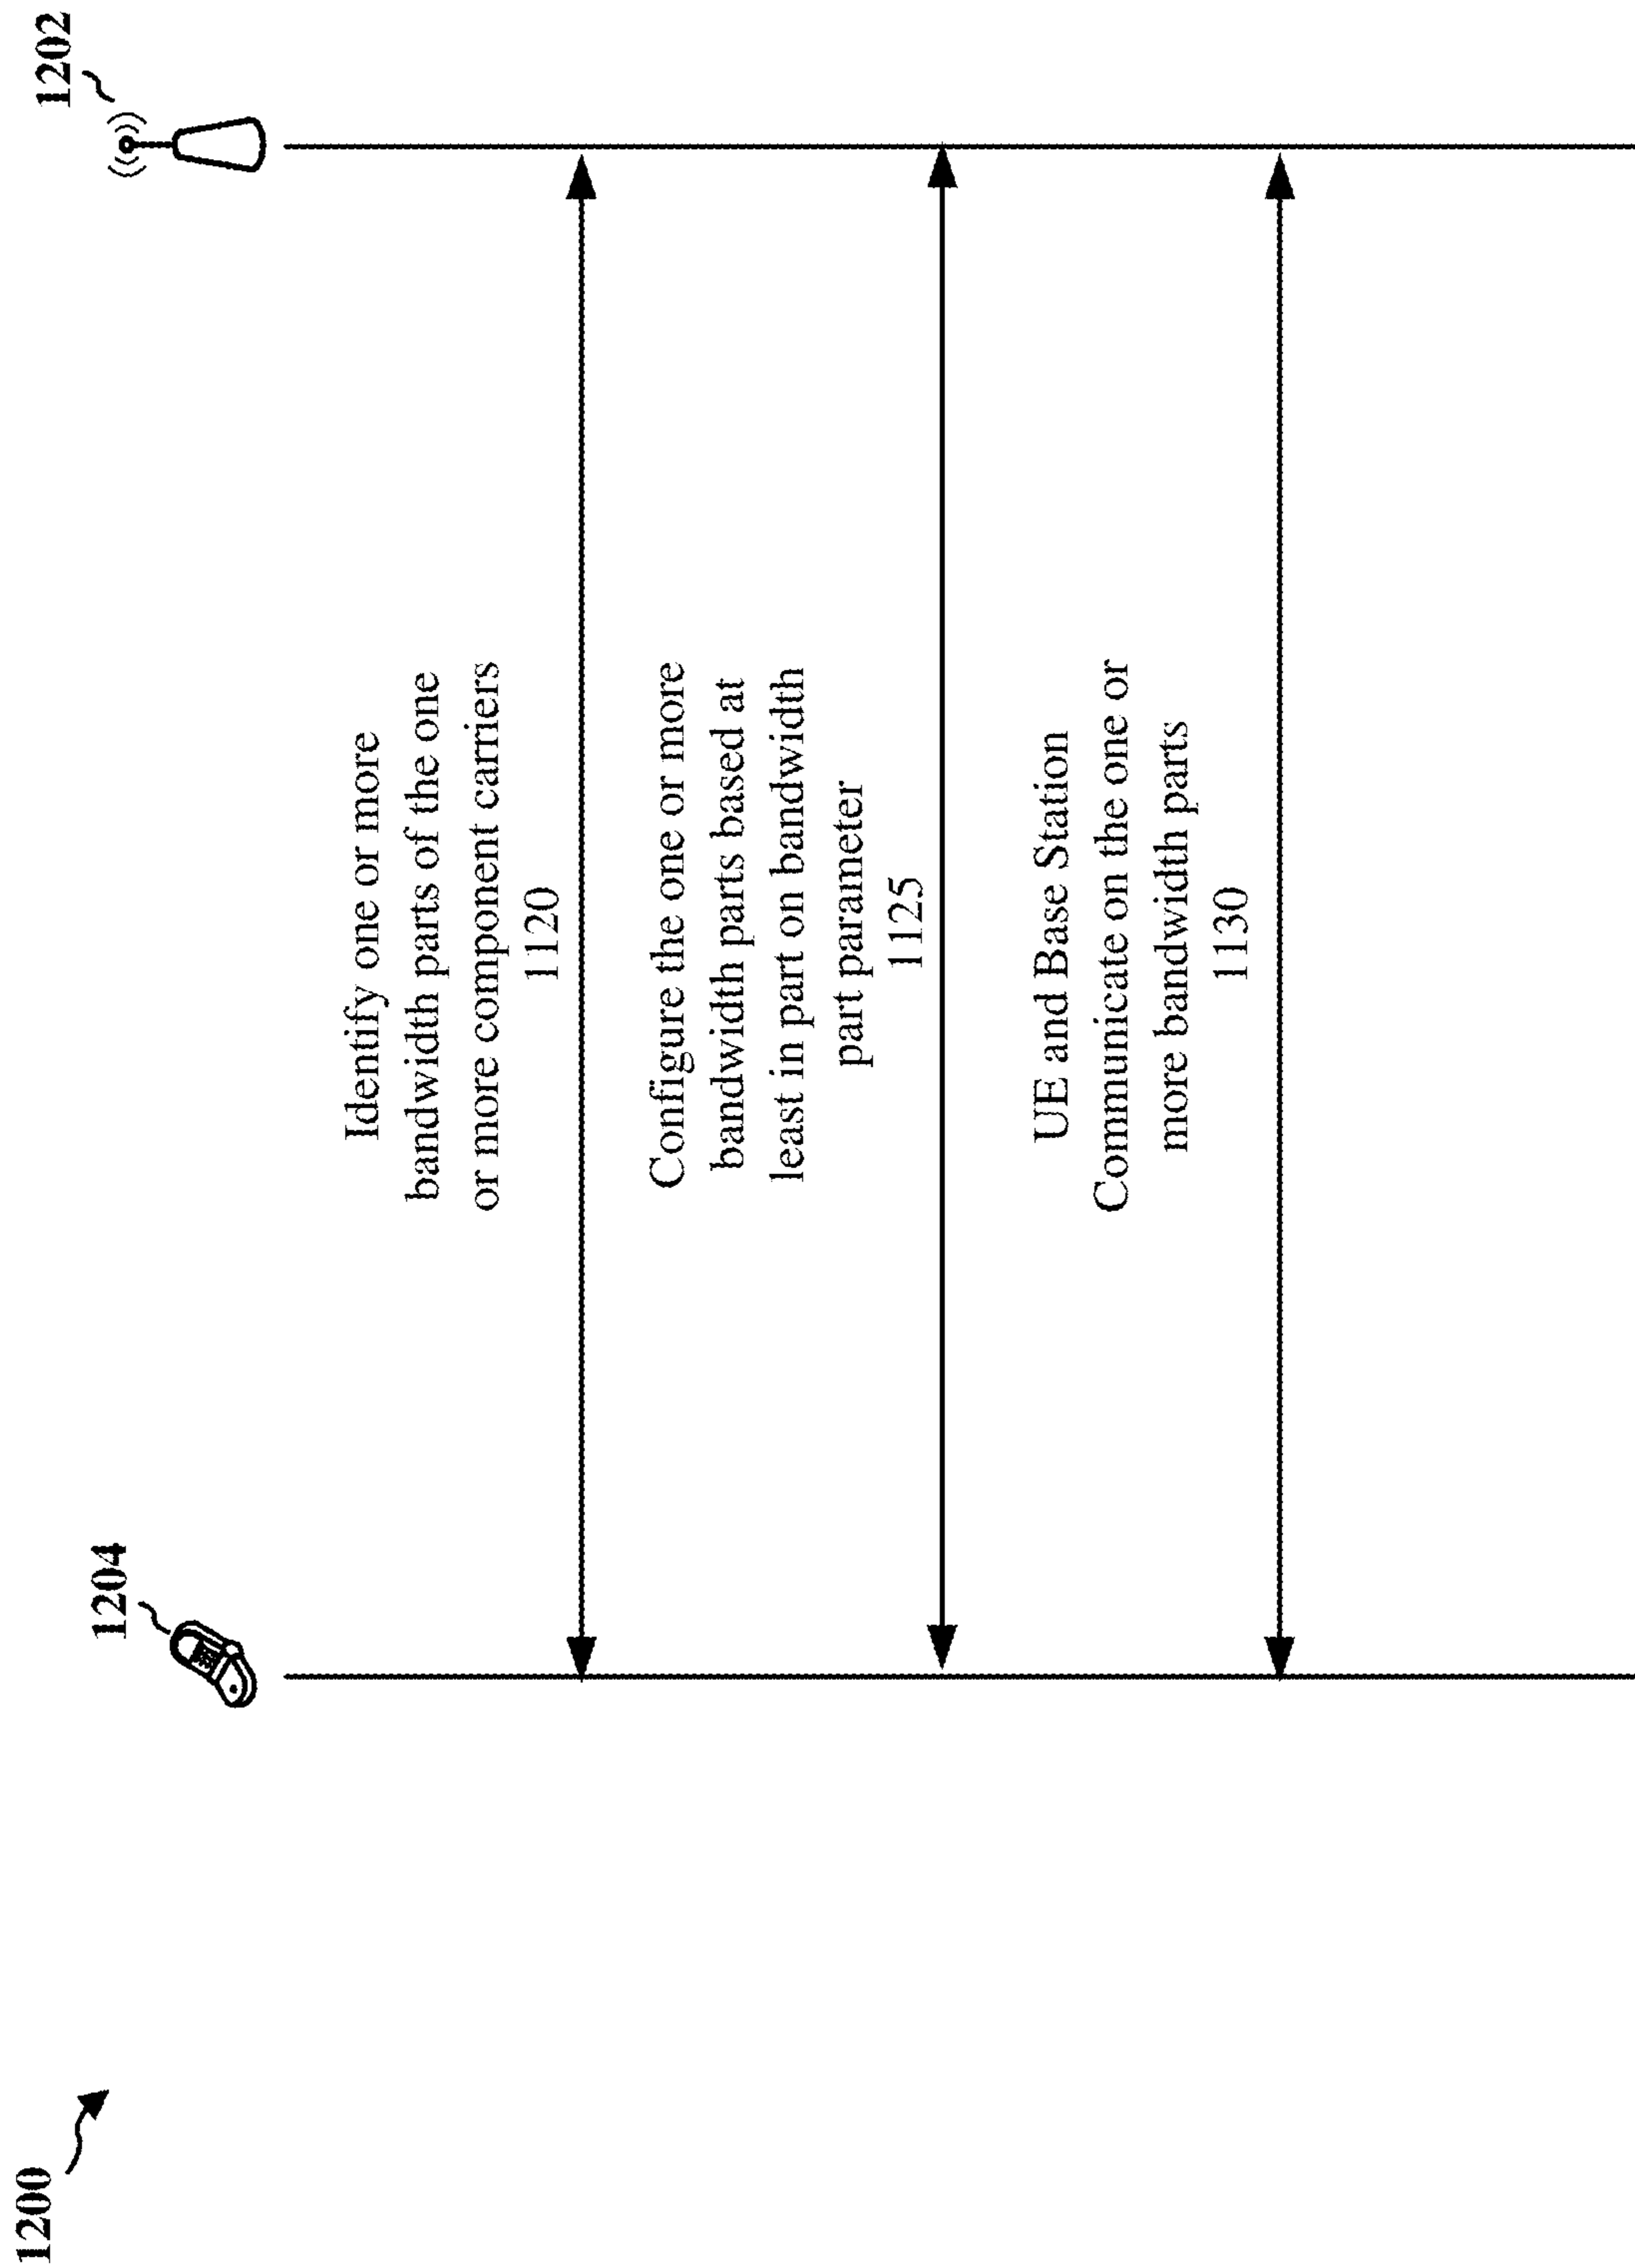 1200
1204
1202
Identify one or more
bandwidth parts of the one
or more component carriers
1120
Configure the one or more
bandwidth parts based at
least in part on bandwidth
part parameter
1125
UE and Base Station
Communicate on the one or
more bandwidth parts
1130